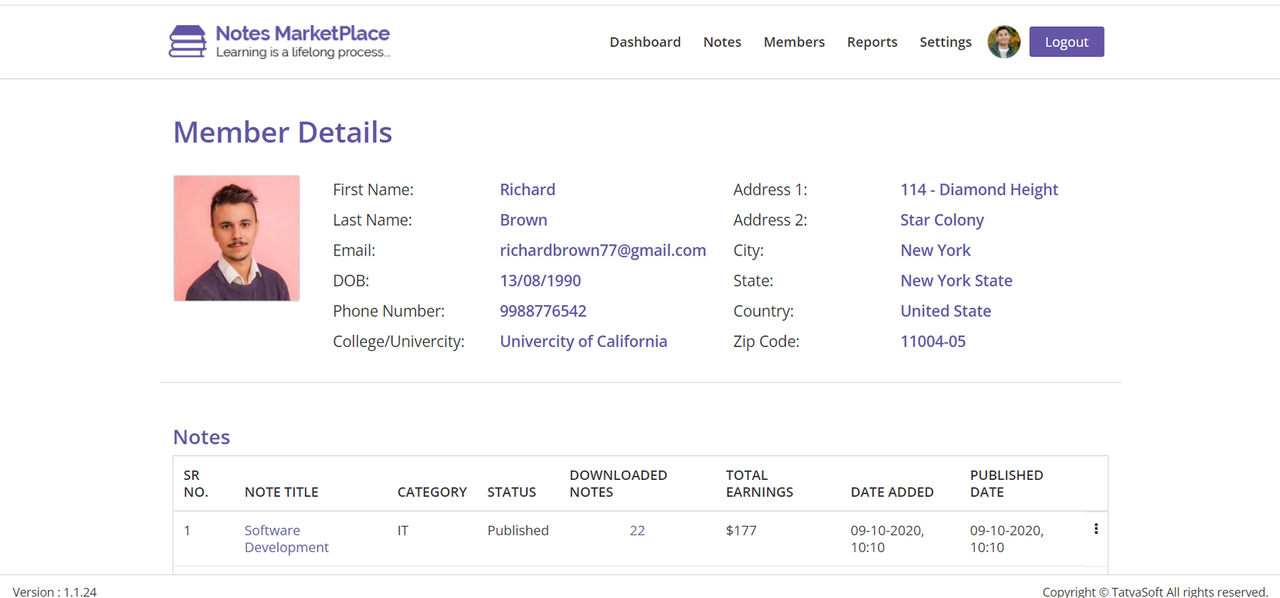 Notes MarketPlace
Learning is a lifelong process...
Dashboard Notes Members Reports Settings Logout
Member Details
First Name: Richard Address 1: 114 - Diamond Height
Last Name: Brown Address 2: Star Colony
Email: richardbrown77@gmail.com City: New York
DOB: 13/08/1990 State: New York State
Phone Number: 9988776542 Country: United State
College/Univercity: Univercity of California Zip Code: 11004-05
Notes
SR NO. NOTE TITLE CATEGORY STATUS DOWNLOADED NOTES TOTAL EARNINGS DATE ADDED PUBLISHED DATE
1 Software Development IT Published 22 $177 09-10-2020, 10:10 09-10-2020, 10:10
Version : 1.1.24 Copyright © TatvaSoft All rights reserved.